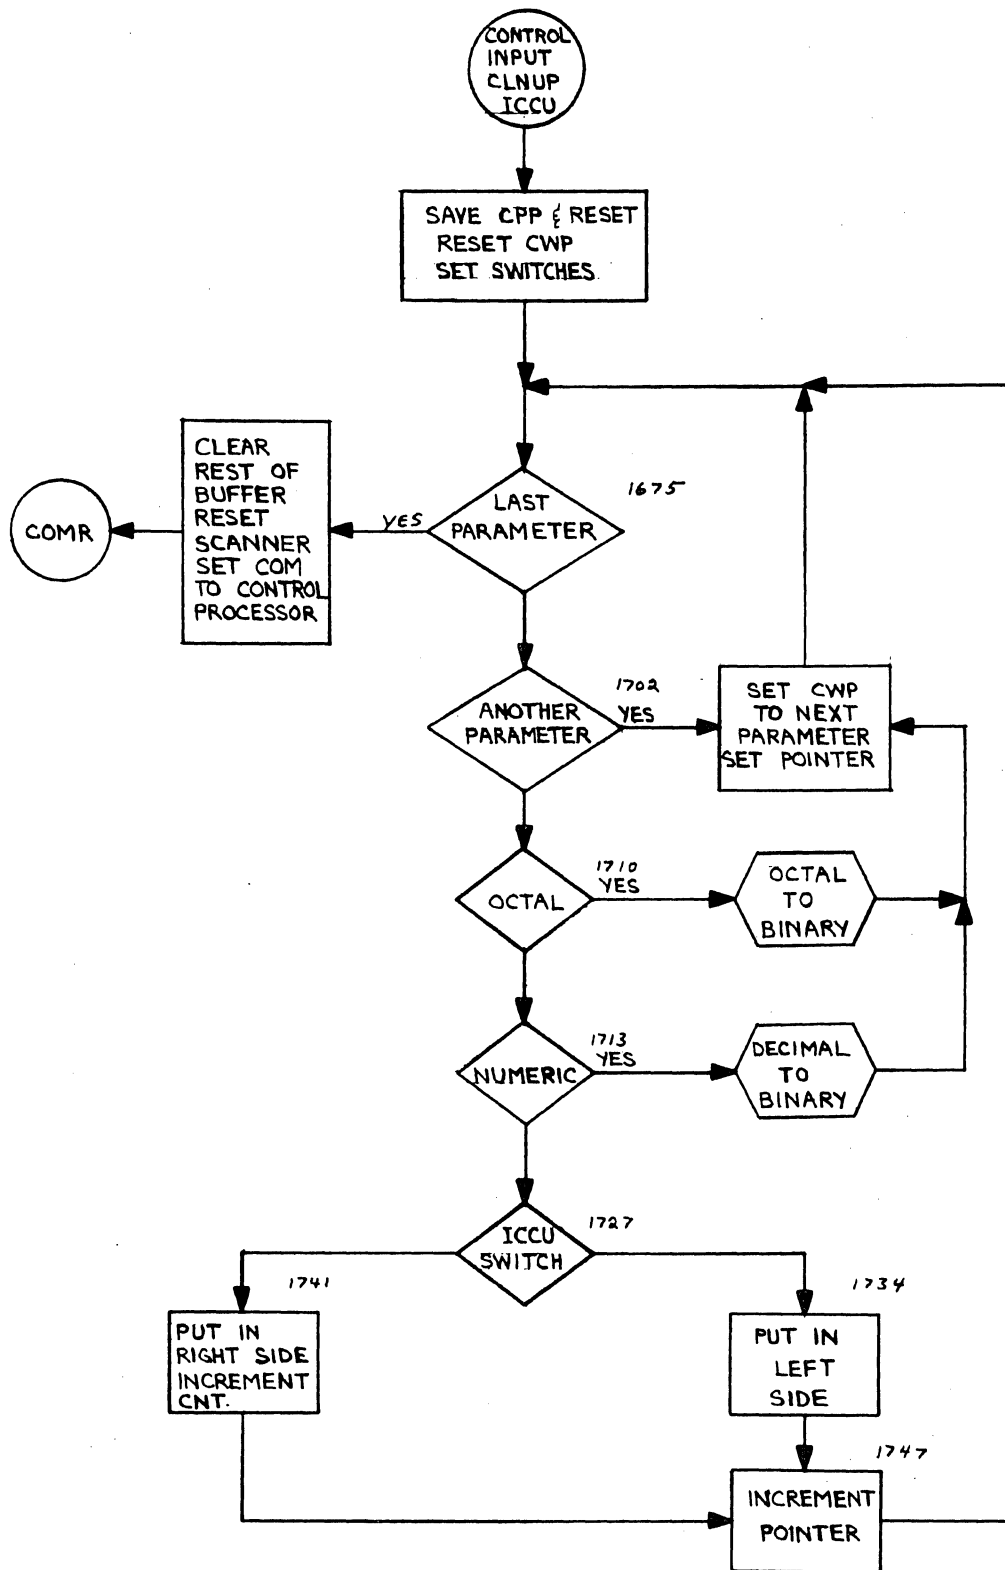 CONTROL
INPUT
CLNUP
ICCU
SAVE CPP & RESET
RESET CWP
SET SWITCHES
CLEAR
REST OF
BUFFER
RESET
SCANNER
SET COM
TO CONTROL
PROCESSOR
COMR
YES
LAST
PARAMETER
1675
ANOTHER
PARAMETER
1702
YES
SET CWP
TO NEXT
PARAMETER
SET POINTER
OCTAL
1710
YES
OCTAL
TO
BINARY
NUMERIC
1713
YES
DECIMAL
TO
BINARY
ICCU
SWITCH
1727
1741
PUT IN
RIGHT SIDE
INCREMENT
CNT.
1734
PUT IN
LEFT
SIDE
1747
INCREMENT
POINTER